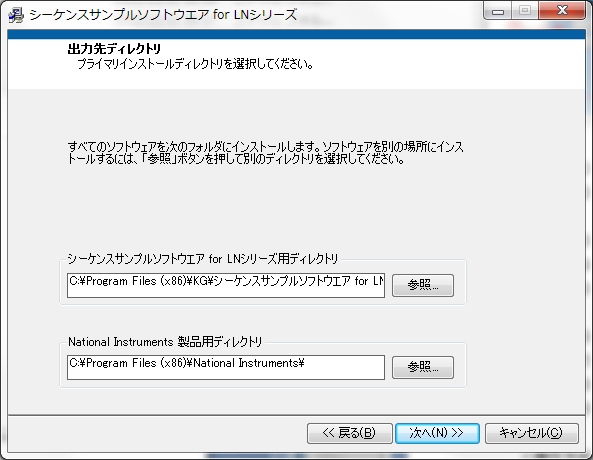 シーケンスサンプルソフトウエア for LNシリーズ
出力先ディレクトリ
プライマリインストールディレクトリを選択してください。
すべてのソフトウェアを次のフォルダにインストールします。ソフトウェアを別の場所にインス
トールするには、「参照」ボタンを押して別のディレクトリを選択してください。
シーケンスサンプルソフトウエア for LNシリーズ用ディレクトリ
C:¥Program Files (x86)¥KG¥シーケンスサンプルソフトウエア for LN
参照...
National Instruments 製品用ディレクトリ
C:¥Program Files (x86)¥National Instruments¥
参照...
<< 戻る(B)
次へ(N) >>
キャンセル(C)